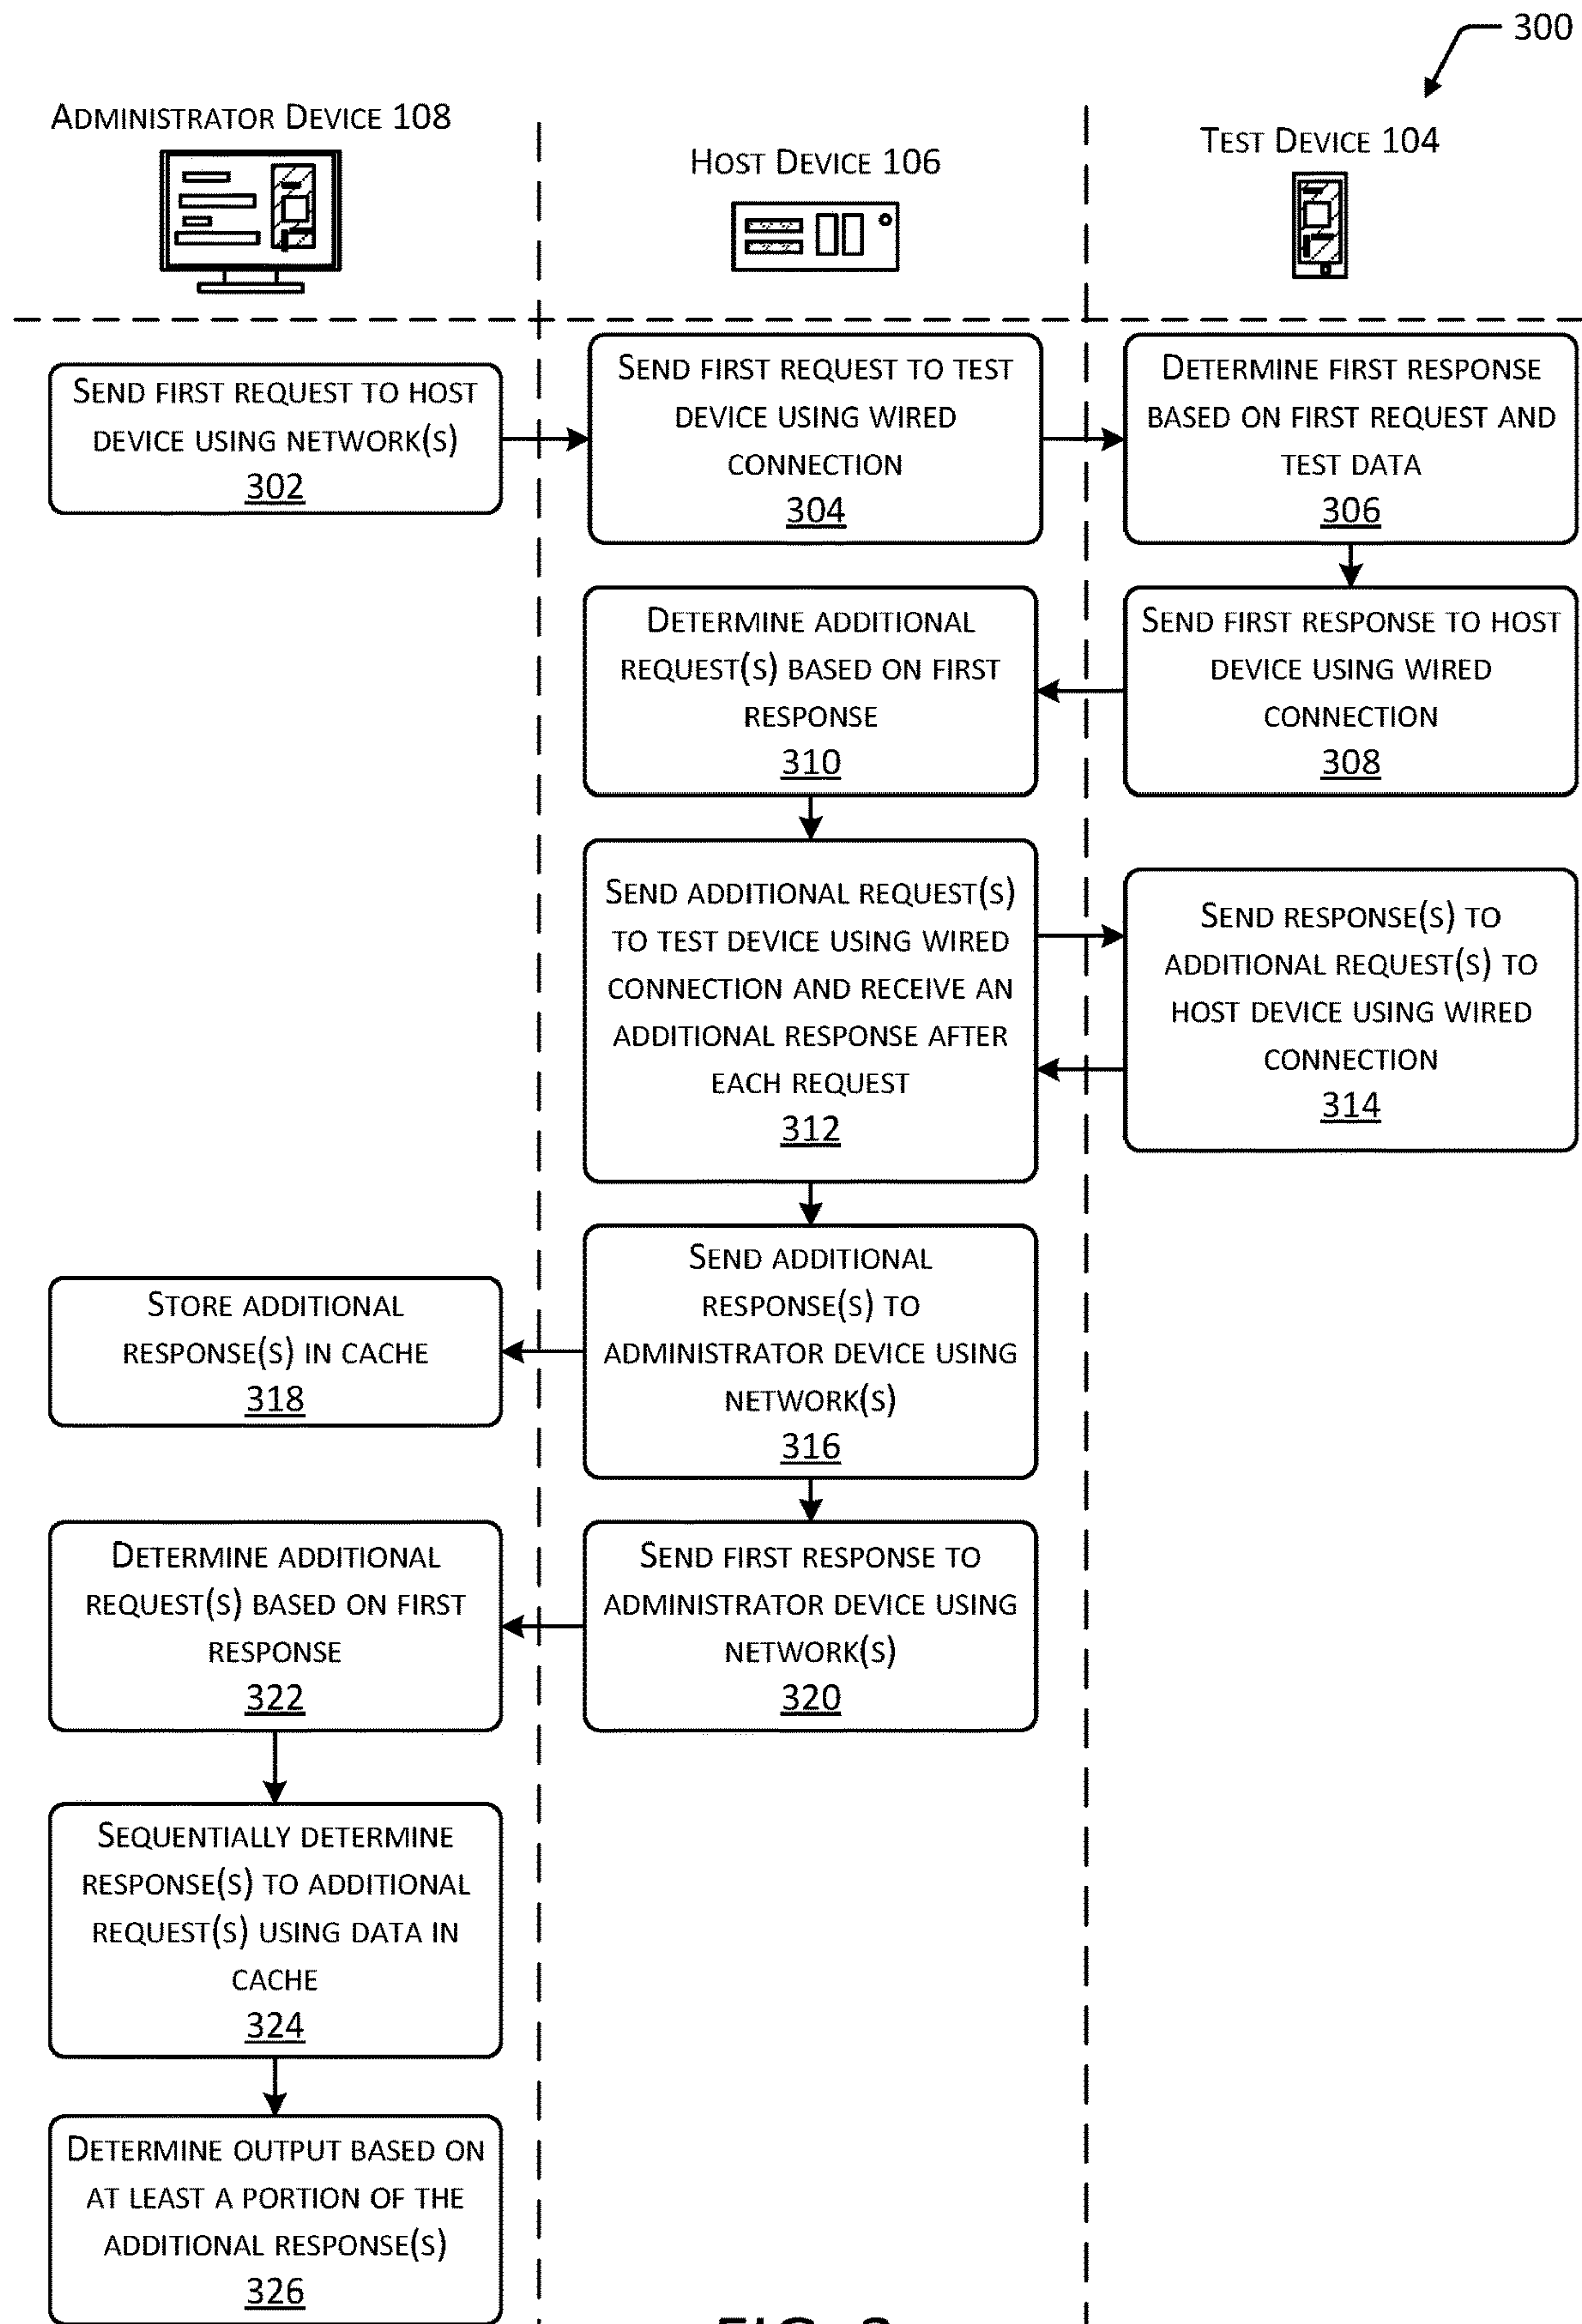 300
Administrator Device 108
Host Device 106
Test Device 104
Send first request to host
device using network(s)
302
Send first request to test
device using wired
connection
304
Determine first response
based on first request and
test data
306
Determine additional
request(s) based on first
response
310
Send first response to host
device using wired
connection
308
Send additional request(s)
to test device using wired
connection and receive an
additional response after
each request
312
Send response(s) to
additional request(s) to
host device using wired
connection
314
Send additional
response(s) to
administrator device using
network(s)
316
Store additional
response(s) in cache
318
Send first response to
administrator device using
network(s)
320
Determine additional
request(s) based on first
response
322
Sequentially determine
response(s) to additional
request(s) using data in
cache
324
Determine output based on
at least a portion of the
additional response(s)
326